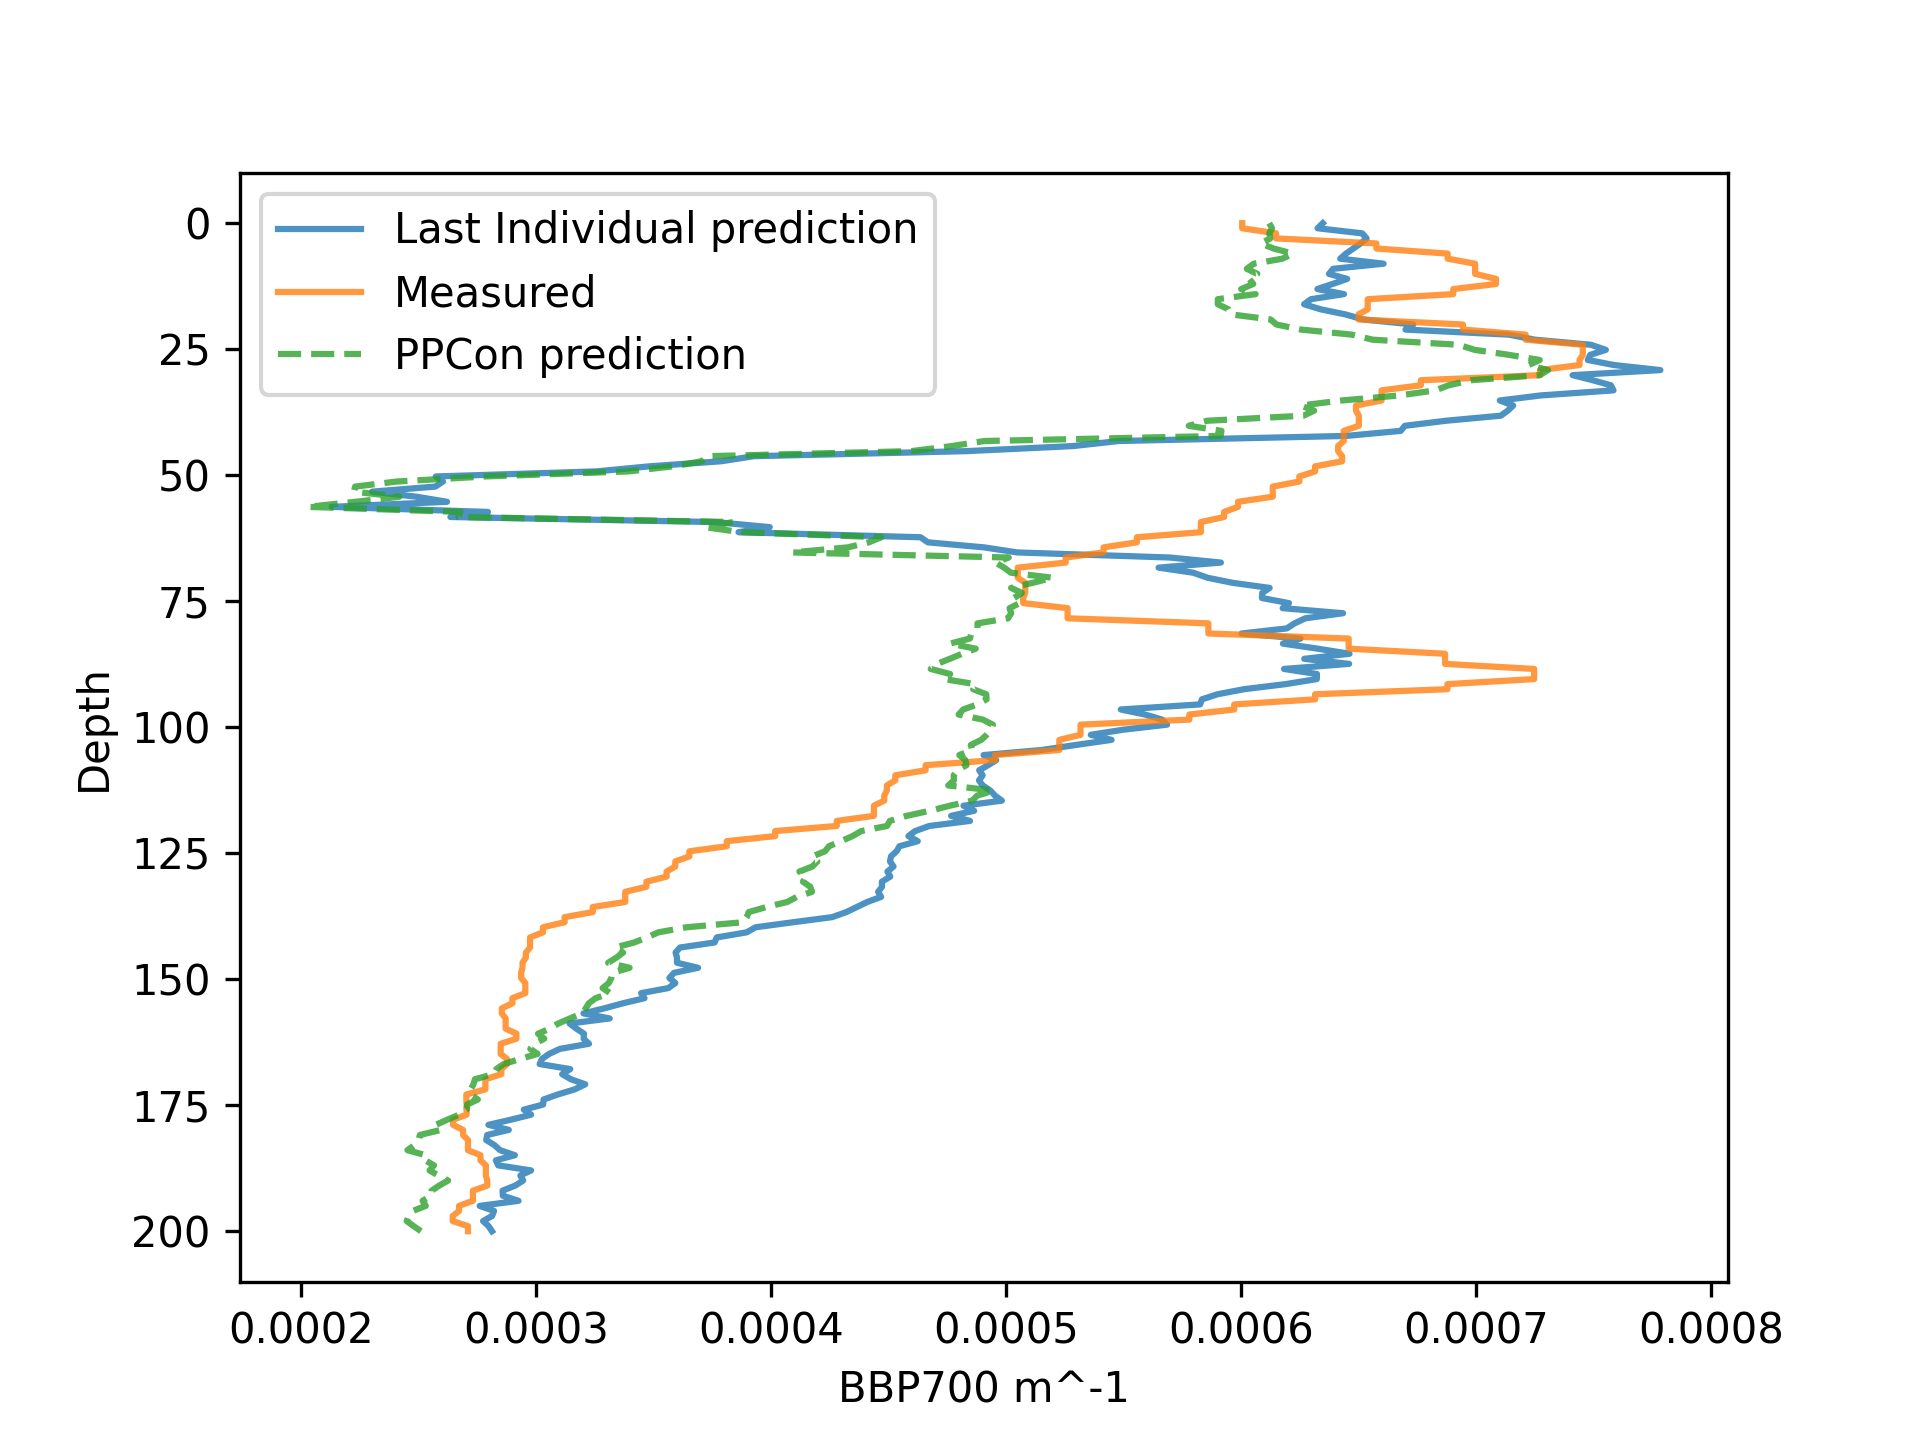 Last Individual prediction
Measured
PPCon prediction
0
25
50
75
100
125
150
175
200
Depth
0.0002 0.0003 0.0004 0.0005 0.0006 0.0007 0.0008
BBP700 m^-1